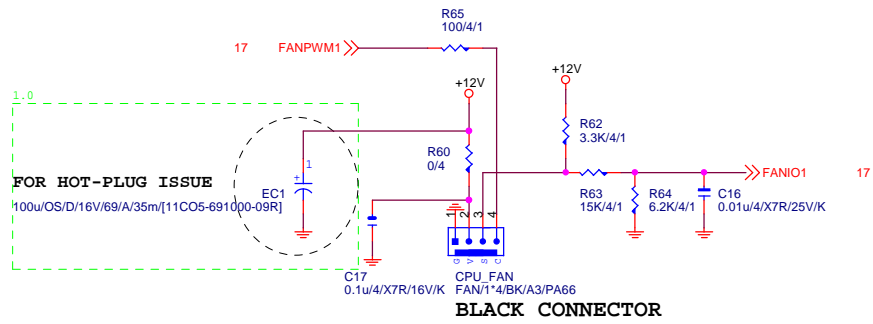 R65
100/4/1
17 FANPWM1
+12V
+12V
1.0
R62
3.3K/4/1
R60
0/4
1
+
FOR HOT-PLUG ISSUE
EC1
100u/OS/D/16V/69/A/35m/[11CO5-691000-09R]
FANIO1 17
R63
15K/4/1
R64
6.2K/4/1
C16
0.01u/4/X7R/25V/K
1 2 3 4
G V S C
C17
0.1u/4/X7R/16V/K
CPU_FAN
FAN/1*4/BK/A3/PA66
BLACK CONNECTOR